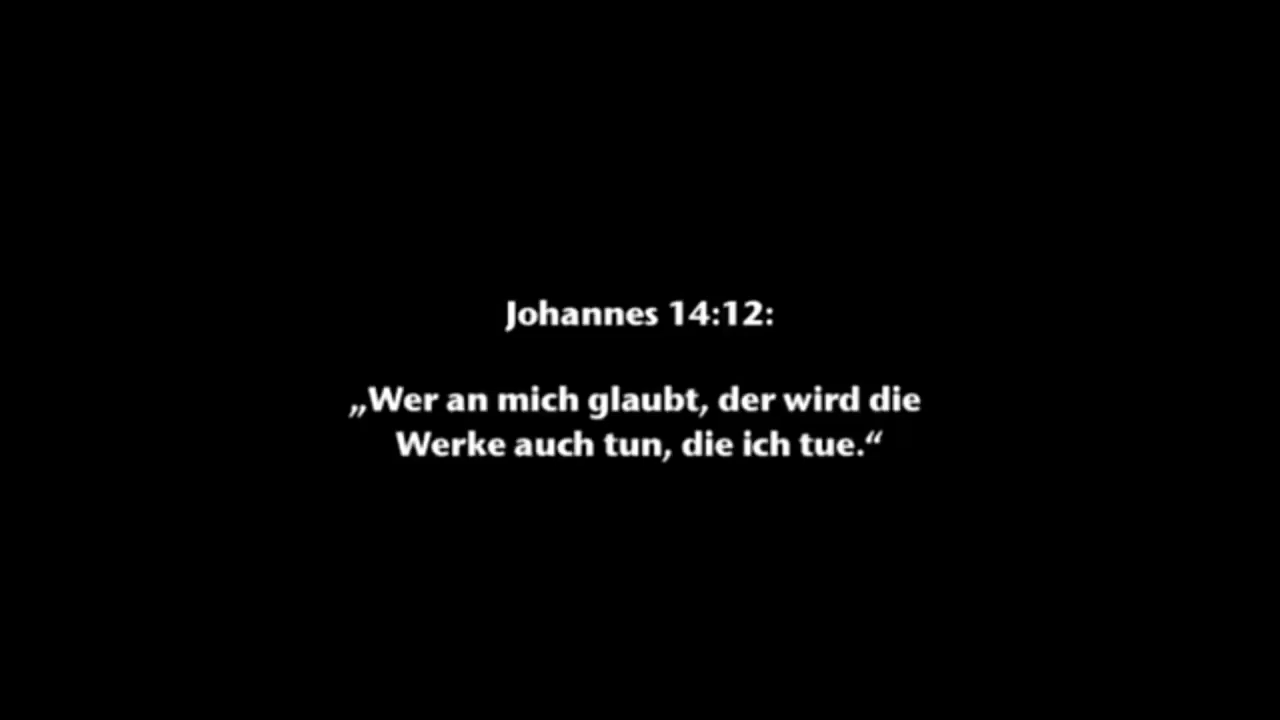 Johannes 14:12:
„Wer an mich glaubt, der wird die
Werke auch tun, die ich tue.“